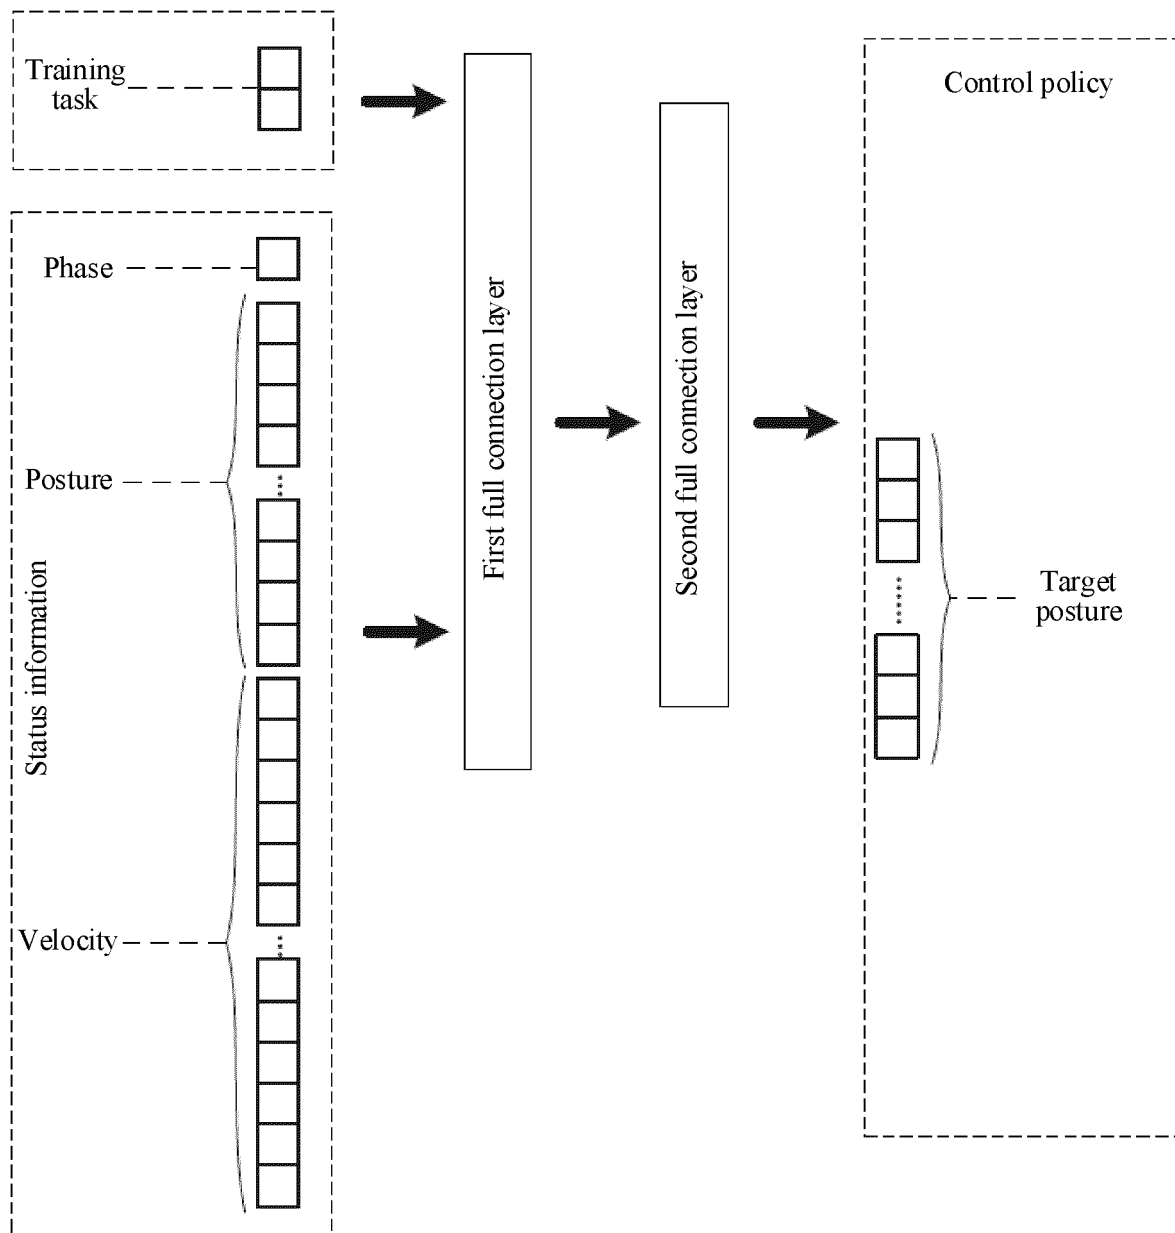 Training
task
Phase
Posture
Status information
Velocity
First full connection layer
Second full connection layer
Control policy
Target
posture